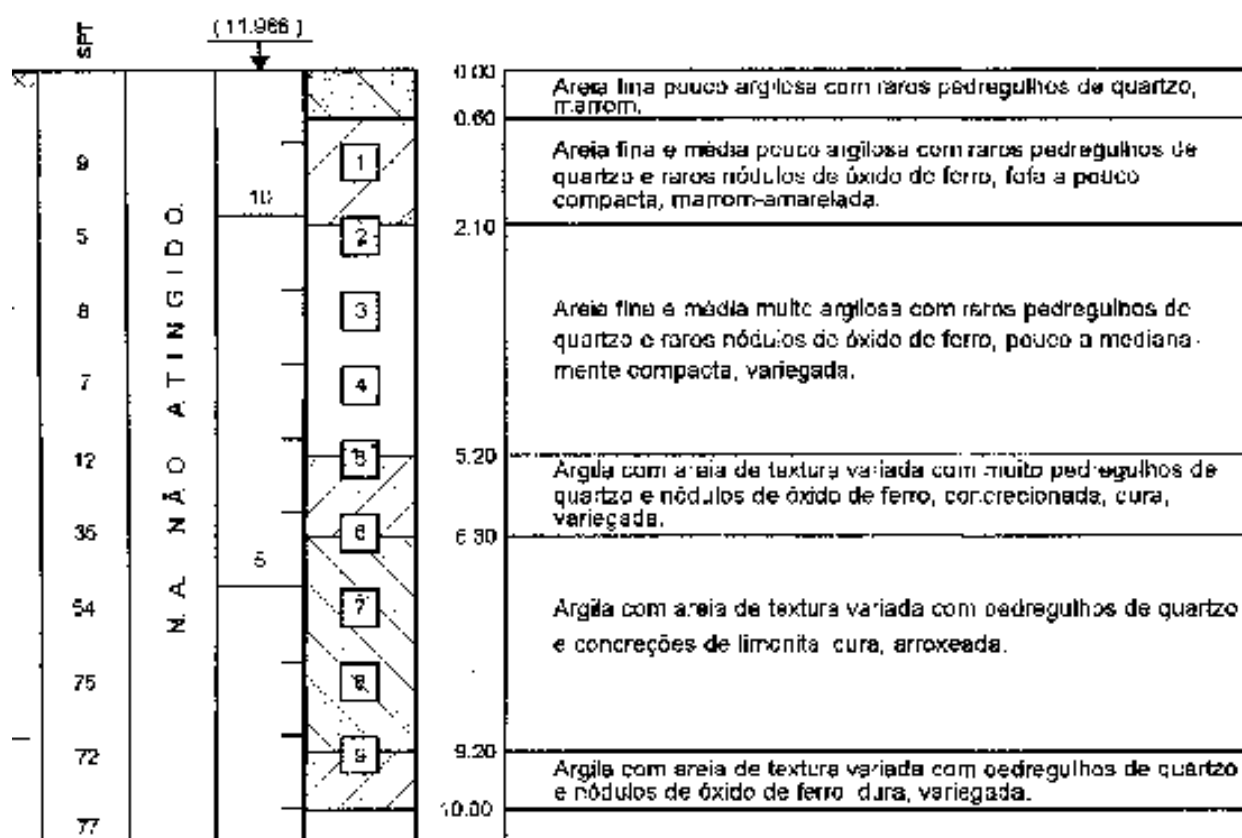 SPT
(11.966)
0.00
Areia fina pouco argilosa com raros pedregulhos de quartzo,
marrom.
0.60
9
1
Areia fina e média pouco argilosa com raros pedregulhos de
quartzo e raros nódulos de óxido de ferro, fofa a pouco
compacta, marrom-amarelada.
10
5
2
2.10
N. A. NÃO ATINGIDO.
8
3
Areia fina e média muito argilosa com raros pedregulhos de
quartzo e raros nódulos de óxido de ferro, pouco a mediana-
mente compacta, variegada.
7
4
12
5
5.20
Argila com areia de textura variada com muito pedregulhos de
quartzo e nódulos de óxido de ferro, concrecionada, dura,
variegada.
35
6
6.30
5
54
7
Argila com areia de textura variada com pedregulhos de quartzo
e concreções de limonita, dura, arroxeada.
75
8
72
9
9.20
Argila com areia de textura variada com pedregulhos de quartzo
e nódulos de óxido de ferro, dura, variegada.
10.00
77